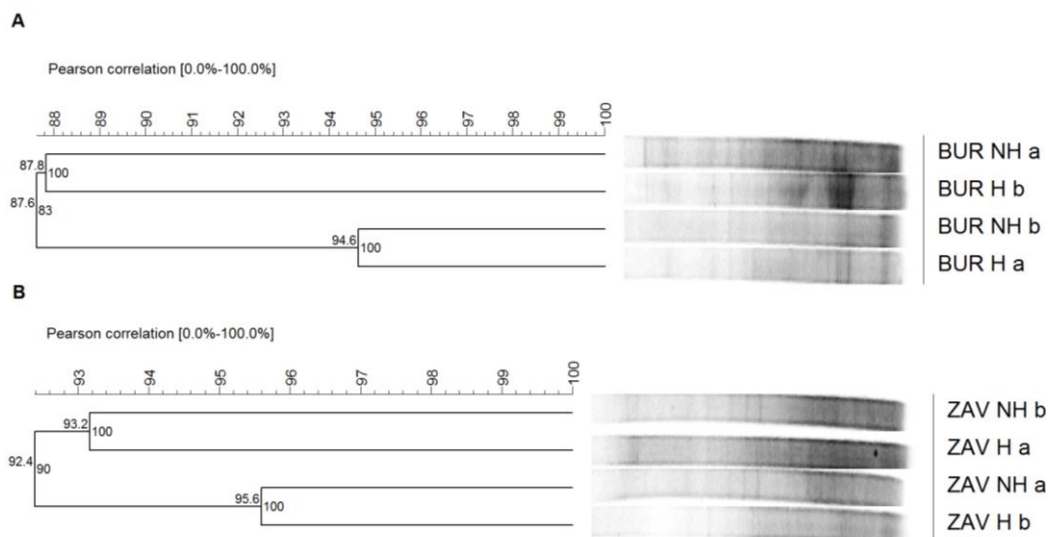 A
Pearson correlation [0.0%-100.0%]
88 89 90 91 92 93 94 95 96 97 98 99 100
87.8 100
87.6 83
94.6 100
BUR NH a
BUR H b
BUR NH b
BUR H a
B
Pearson correlation [0.0%-100.0%]
93 94 95 96 97 98 99 100
93.2 100
92.4 90
95.6 100
ZAV NH b
ZAV H a
ZAV NH a
ZAV H b